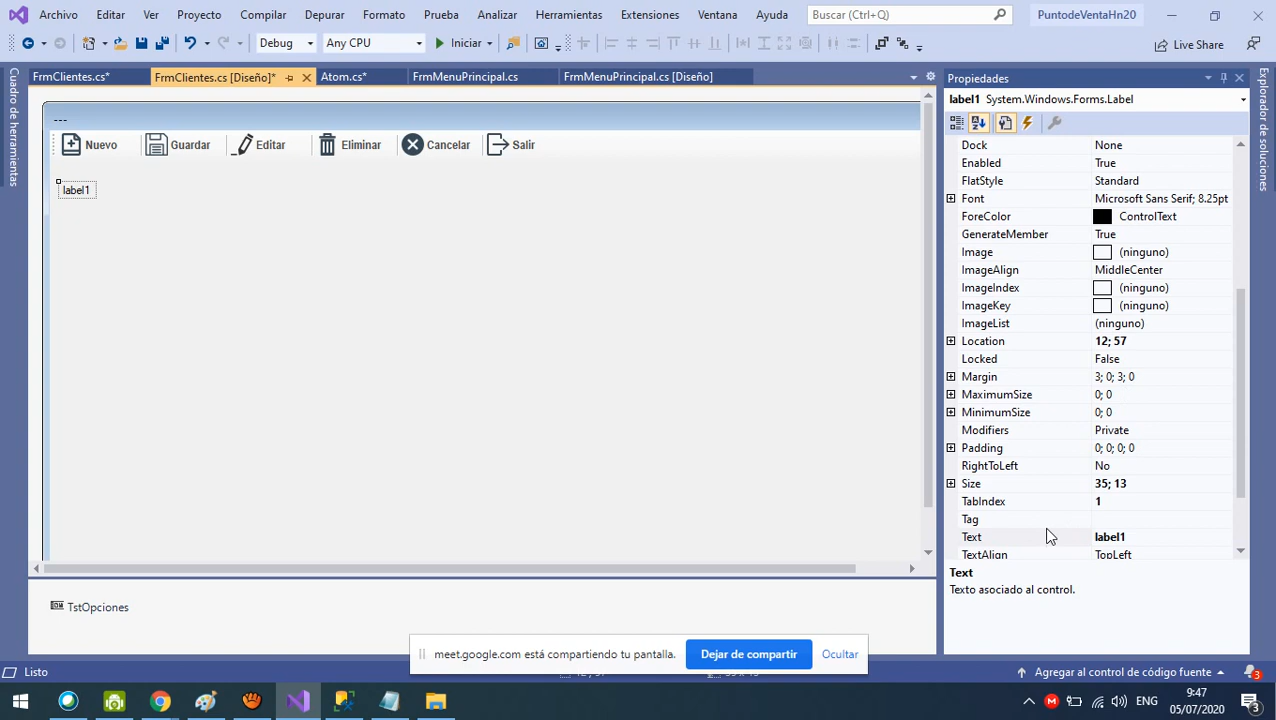 Archivo Editar Ver Proyecto Compilar Depurar Formato Prueba Analizar Herramientas Extensiones Ventana Ayuda Buscar (Ctrl+Q) PuntodeVentaHn20
Debug Any CPU Iniciar Live Share
FrmClientes.cs* FrmClientes.cs [Diseño]* Atom.cs* FrmMenuPrincipal.cs FrmMenuPrincipal.cs [Diseño]
Cuadro de herramientas
---
Nuevo Guardar Editar Eliminar Cancelar Salir
label1
TstOpciones
Propiedades
label1 System.Windows.Forms.Label
Dock None
Enabled True
FlatStyle Standard
Font Microsoft Sans Serif; 8.25pt
ForeColor ControlText
GenerateMember True
Image (ninguno)
ImageAlign MiddleCenter
ImageIndex (ninguno)
ImageKey (ninguno)
ImageList (ninguno)
Location 12; 57
Locked False
Margin 3; 0; 3; 0
MaximumSize 0; 0
MinimumSize 0; 0
Modifiers Private
Padding 0; 0; 0; 0
RightToLeft No
Size 35; 13
TabIndex 1
Tag
Text label1
TextAlign TopLeft
Text
Texto asociado al control.
Explorador de soluciones
meet.google.com está compartiendo tu pantalla. Dejar de compartir Ocultar
Listo Agregar al control de código fuente 3
ENG 9:47
05/07/2020 3